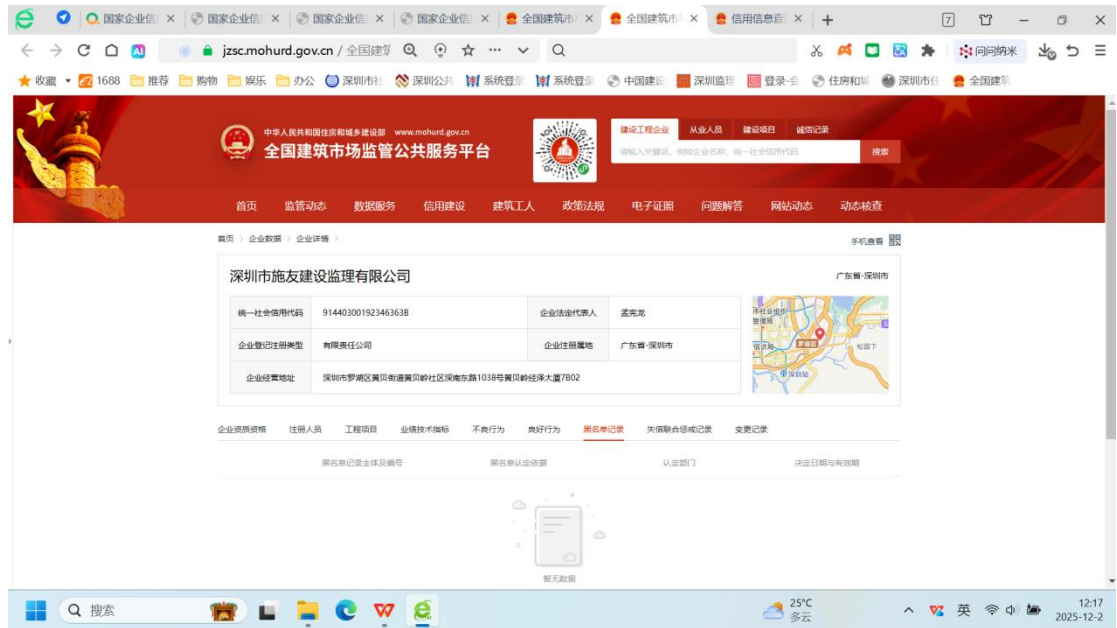 国家企业信
国家企业信
国家企业信
国家企业信
全国建筑市
全国建筑市
信用信息查
7
jzsc.mohurd.gov.cn / 全国建筑
问问纳米
收藏 1688 推荐 购物 娱乐 办公 深圳市社 深圳公共 系统登录 系统登录 中国建设 深圳监理 登录-会 住房和城 深圳市住 全国建筑
中华人民共和国住房和城乡建设部 www.mohurd.gov.cn
全国建筑市场监管公共服务平台
建设工程企业 从业人员 建设项目 诚信记录
请输入关键词，例如企业名称、统一社会信用代码 搜索
首页 监管动态 数据服务 信用建设 建筑工人 政策法规 电子证照 问题解答 网站动态 动态核查
首页 > 企业数据 > 企业详情 >
手机查看
深圳市施友建设监理有限公司
广东省-深圳市
统一社会信用代码 91440300192346363B 企业法定代表人 孟宪龙
企业登记注册类型 有限责任公司 企业注册属地 广东省-深圳市
企业经营地址 深圳市罗湖区黄贝街道黄贝岭社区深南东路1038号黄贝岭经泽大厦7B02
罗湖区
深圳站
企业资质资格 注册人员 工程项目 业绩技术指标 不良行为 良好行为 黑名单记录 失信联合惩戒记录 变更记录
黑名单记录主体及编号 黑名单认定依据 认定部门 决定日期与有效期
暂无数据
搜索
25°C
多云
英
12:17
2025-12-2